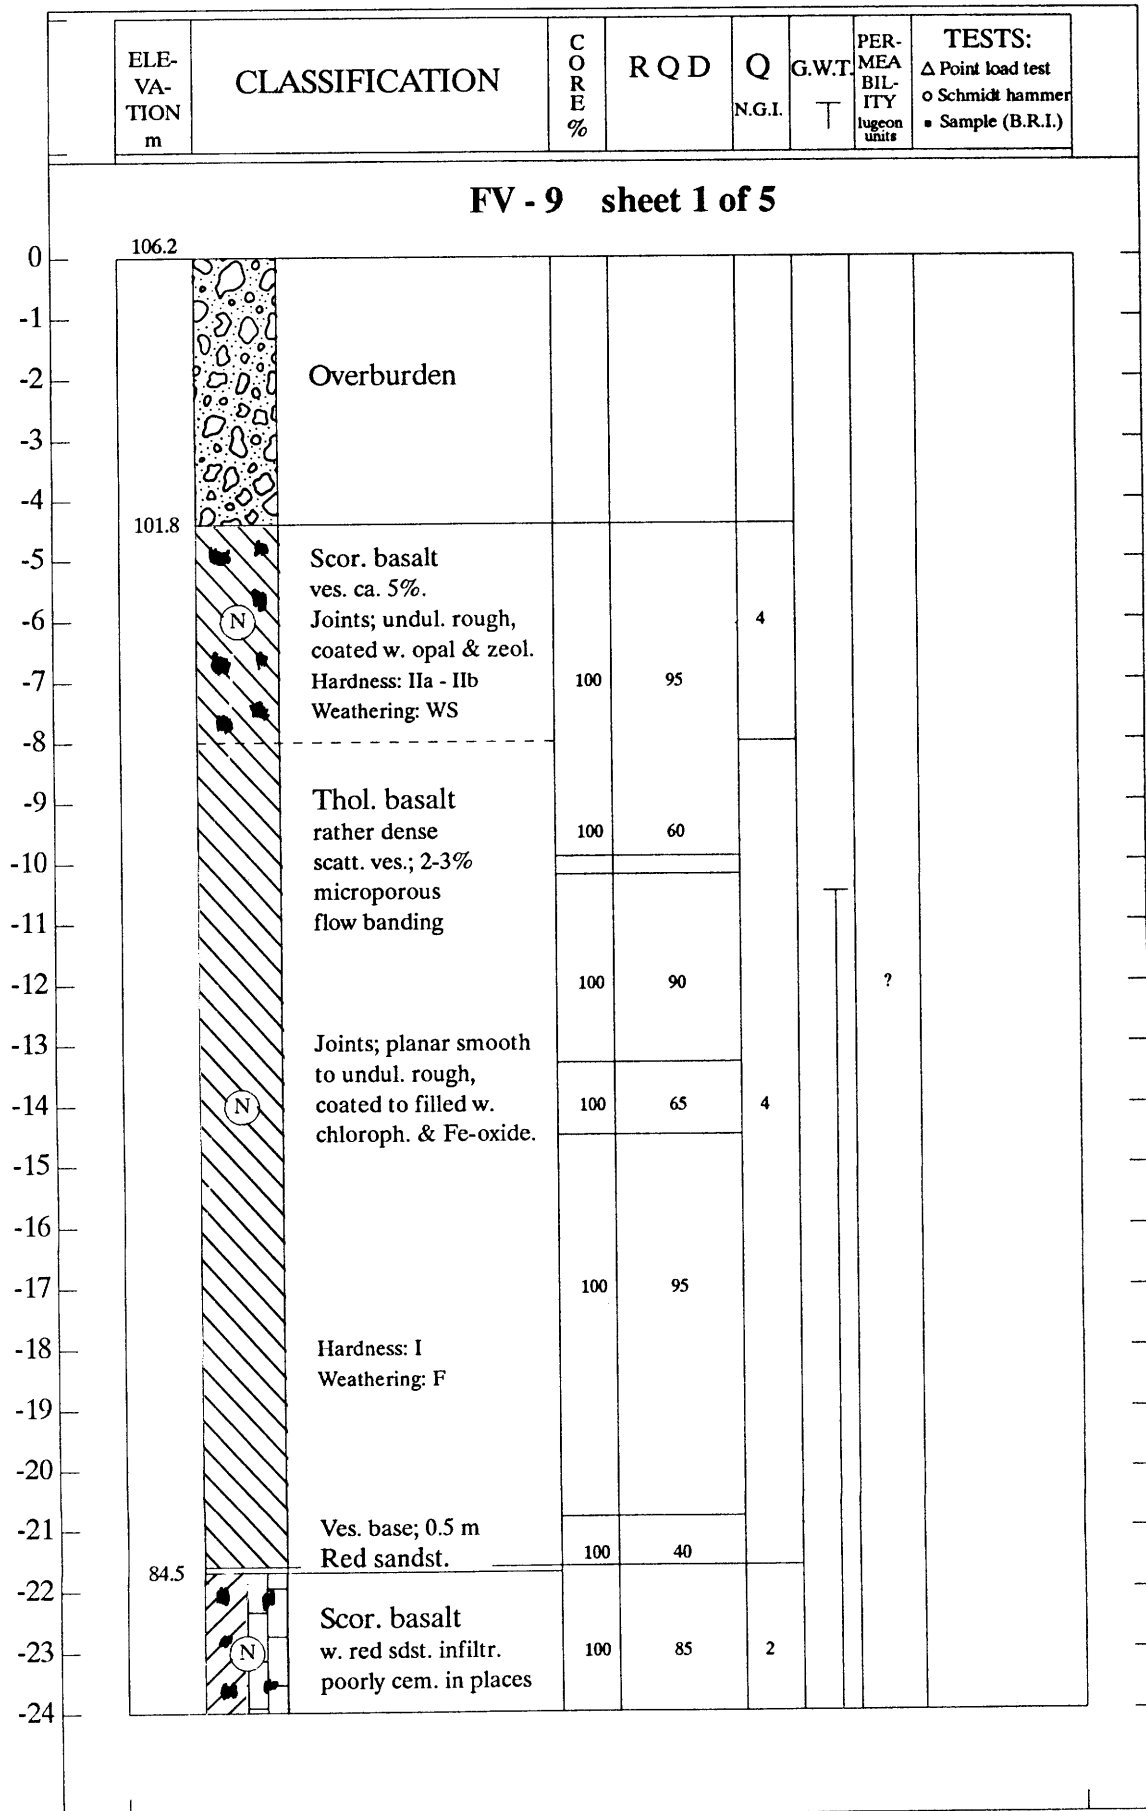 ELE-
VA-
TION
m
CLASSIFICATION
C
O
R
E
%
R Q D
Q
N.G.I.
G.W.T.
PER-
MEA
BIL-
ITY
lugeon
units
TESTS:
△ Point load test
o Schmidt hammer
▪ Sample (B.R.I.)
FV - 9 sheet 1 of 5
106.2
0
-1
-2
Overburden
-3
-4
101.8
-5
Scor. basalt
ves. ca. 5%.
-6
N
Joints; undul. rough,
4
coated w. opal & zeol.
-7
Hardness: IIa - IIb
100
95
Weathering: WS
-8
-9
Thol. basalt
rather dense
100
60
-10
scatt. ves.; 2-3%
microporous
-11
flow banding
-12
100
90
?
-13
Joints; planar smooth
to undul. rough,
-14
N
coated to filled w.
100
65
4
chloroph. & Fe-oxide.
-15
-16
-17
100
95
-18
Hardness: I
Weathering: F
-19
-20
-21
Ves. base; 0.5 m
Red sandst.
100
40
84.5
-22
Scor. basalt
-23
N
w. red sdst. infiltr.
100
85
2
poorly cem. in places
-24